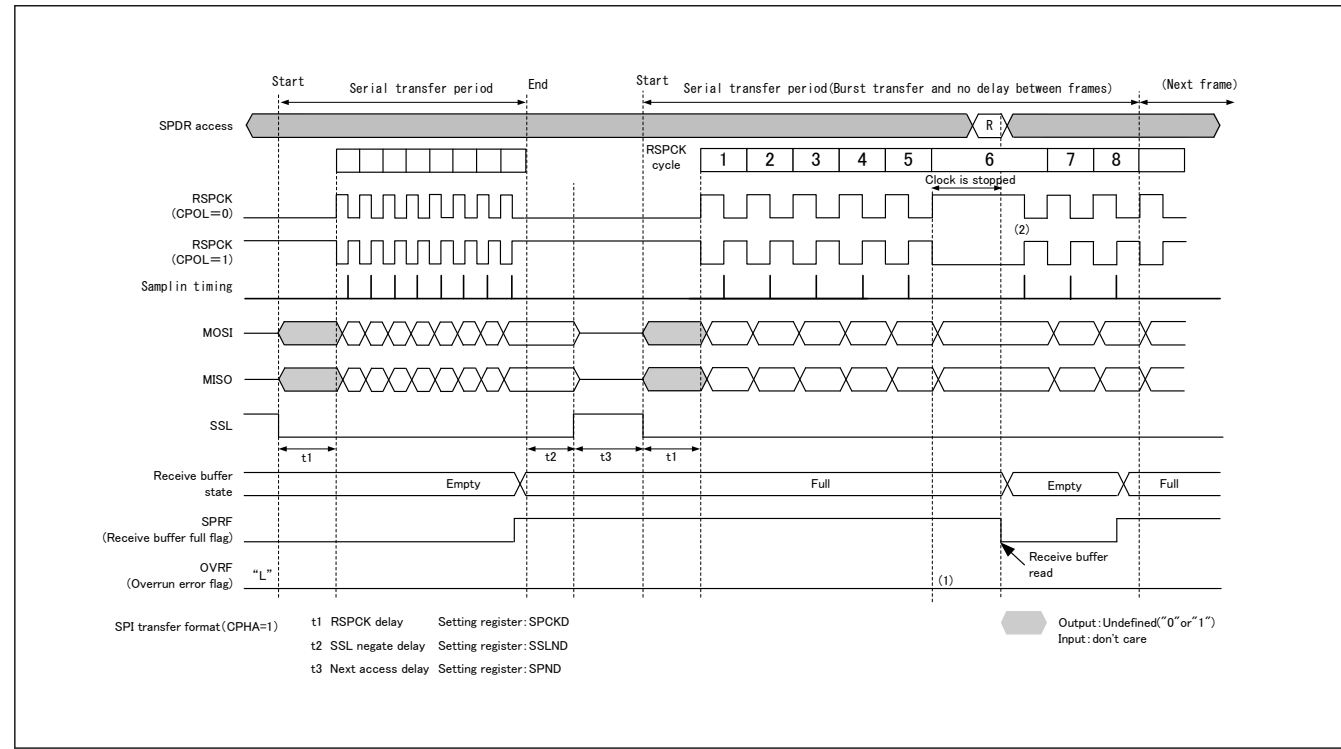 Start
Serial transfer period
End
Start
Serial transfer period(Burst transfer and no delay between frames)
(Next frame)
SPDR access
R
RSPCK
cycle
1 2 3 4 5 6 7 8
Clock is stopped
RSPCK
(CPOL=0)
(2)
RSPCK
(CPOL=1)
Samplin timing
MOSI
MISO
SSL
t1 t2 t3 t1
Receive buffer
state
Empty Full Empty Full
SPRF
(Receive buffer full flag)
Receive buffer
read
OVRF
(Overrun error flag)
“L”
(1)
SPI transfer format(CPHA=1)
t1 RSPCK delay Setting register:SPCKD
t2 SSL negate delay Setting register:SSLND
t3 Next access delay Setting register:SPND
Output:Undefined("0"or"1")
Input:don't care